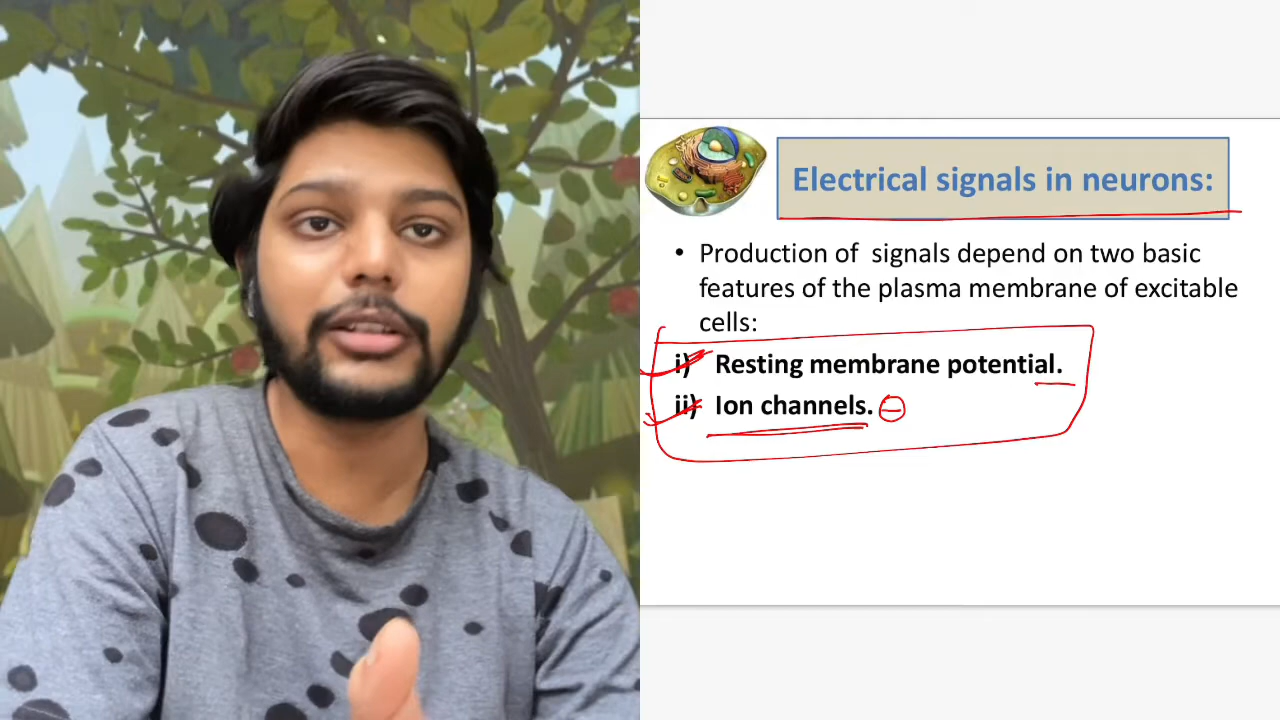 Electrical signals in neurons:
• Production of signals depend on two basic
features of the plasma membrane of excitable
cells:
i) Resting membrane potential.
ii) Ion channels.